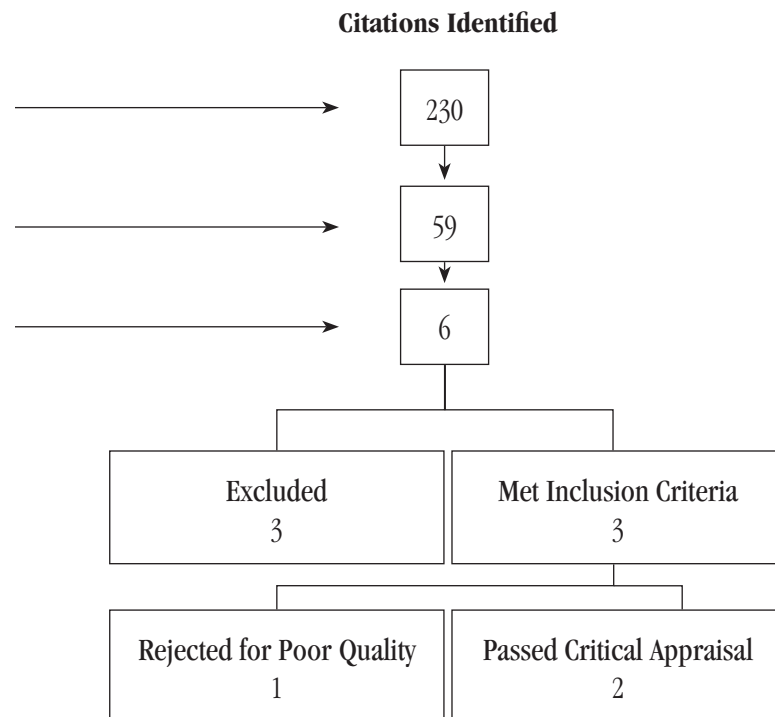 Citations Identified
230
59
6
Excluded
3
Met Inclusion Criteria
3
Rejected for Poor Quality
1
Passed Critical Appraisal
2